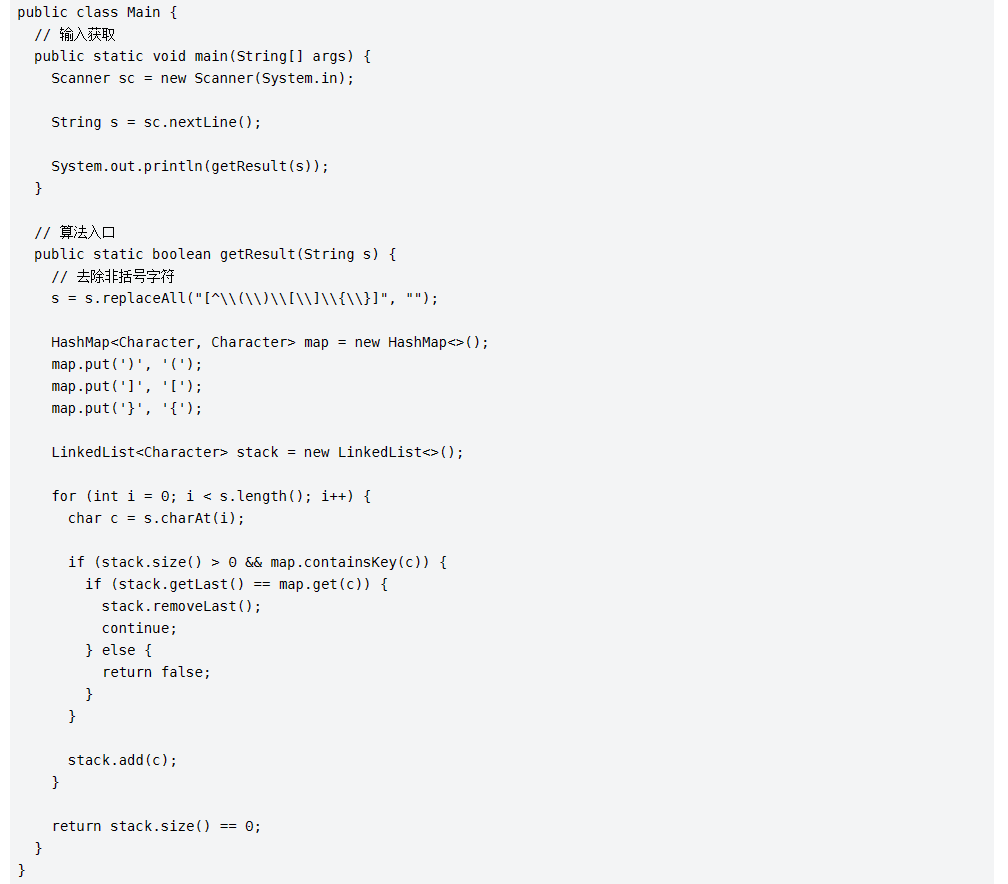 public class Main {
  // 输入获取
  public static void main(String[] args) {
    Scanner sc = new Scanner(System.in);

    String s = sc.nextLine();

    System.out.println(getResult(s));
  }

  // 算法入口
  public static boolean getResult(String s) {
    // 去除非括号字符
    s = s.replaceAll("[^\\(\\)\\[\\]\\{\\}]", "");

    HashMap<Character, Character> map = new HashMap<>();
    map.put(')', '(');
    map.put(']', '[');
    map.put('}', '{');

    LinkedList<Character> stack = new LinkedList<>();

    for (int i = 0; i < s.length(); i++) {
      char c = s.charAt(i);

      if (stack.size() > 0 && map.containsKey(c)) {
        if (stack.getLast() == map.get(c)) {
          stack.removeLast();
          continue;
        } else {
          return false;
        }
      }

      stack.add(c);
    }

    return stack.size() == 0;
  }
}